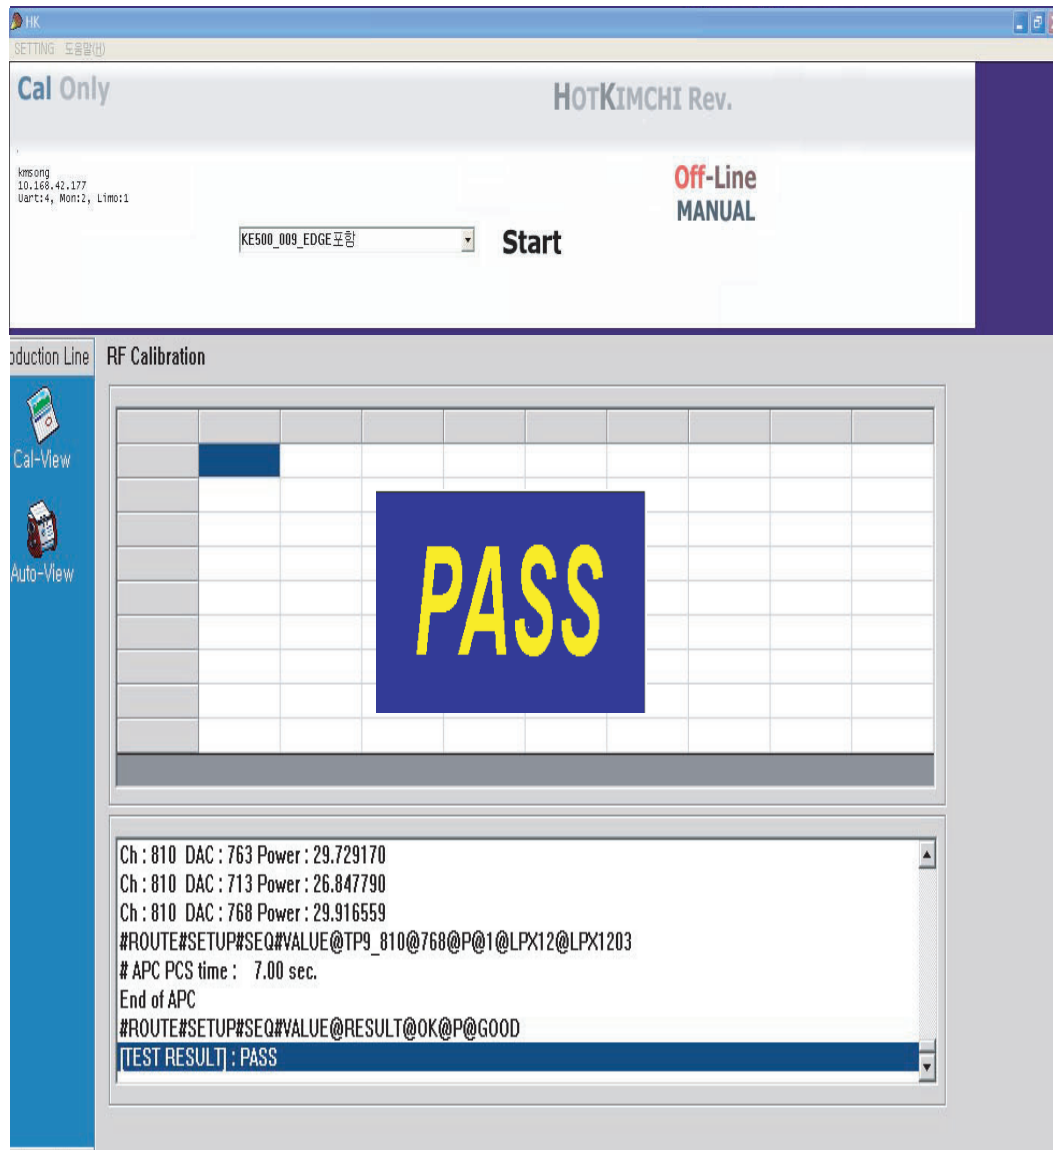 HK
SETTING 도움말(H)
Cal Only
HOTKIMCHI Rev.
kmsong
10.168.42.177
Uart:4, Mon:2, Limo:1
Off-Line
MANUAL
KE500_009_EDGE포함
Start
oduction Line
RF Calibration
Cal-View
Auto-View
PASS
Ch : 810 DAC : 763 Power : 29.729170
Ch : 810 DAC : 713 Power : 26.847790
Ch : 810 DAC : 768 Power : 29.916559
#ROUTE#SETUP#SEQ#VALUE@TP9_810@768@P@1@LPX12@LPX1203
# APC PCS time : 7.00 sec.
End of APC
#ROUTE#SETUP#SEQ#VALUE@RESULT@OK@P@GOOD
[TEST RESULT] : PASS